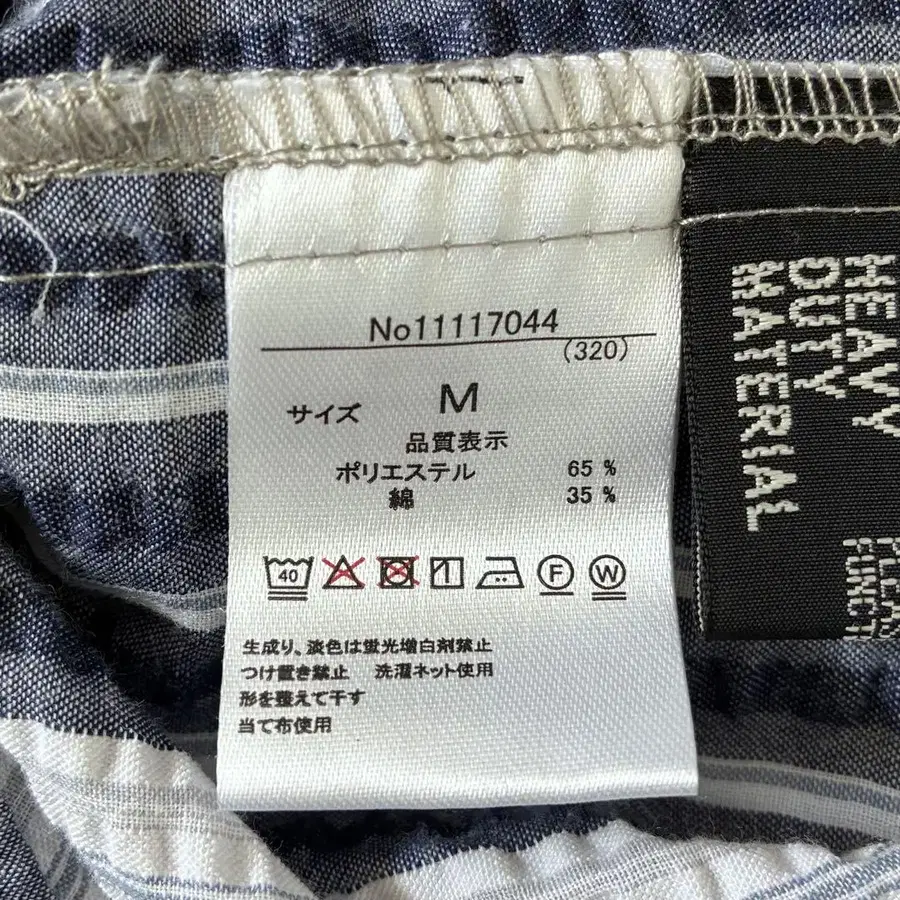 No11117044
(320)
サイズ M
品質表示
ポリエステル 65 %
綿 35 %
40 F W
生成り、淡色は蛍光増白剤禁止
つけ置き禁止 洗濯ネット使用
形を整えて干す
当て布使用
HEAVY
DUTY
MATERIAL